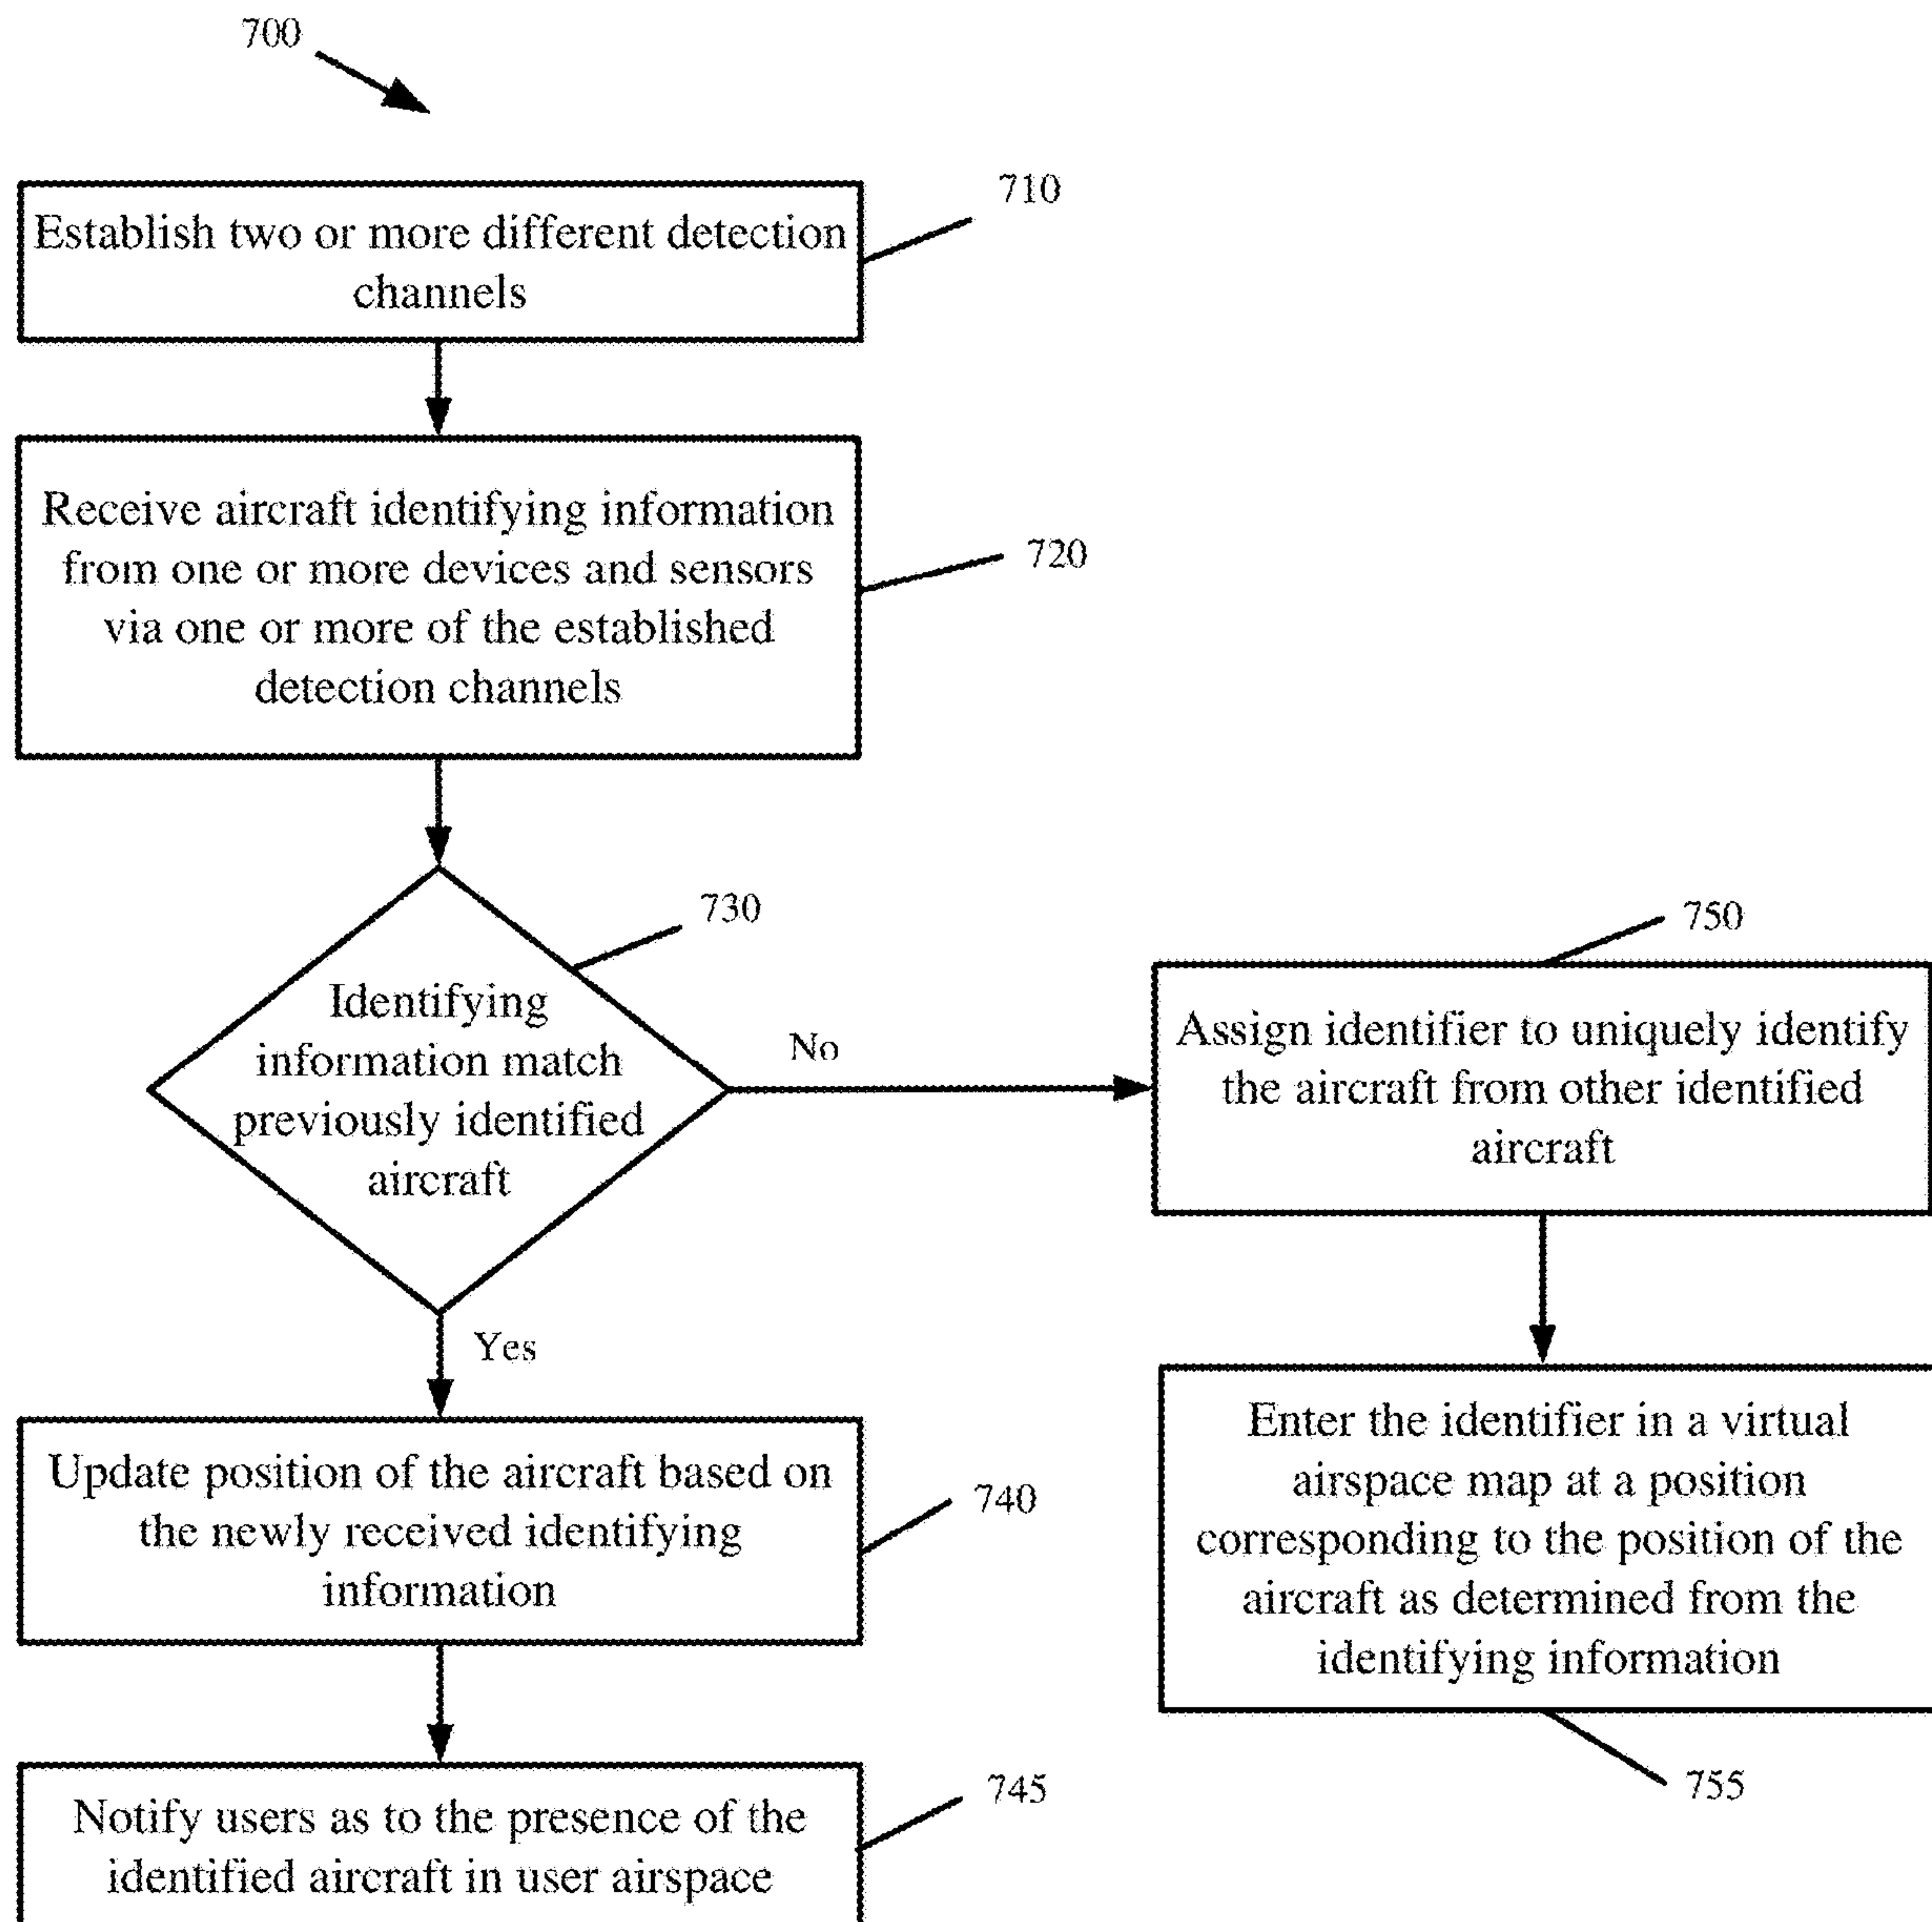 700
710
Establish two or more different detection
channels
720
Receive aircraft identifying information
from one or more devices and sensors
via one or more of the established
detection channels
730
Identifying
information match
previously identified
aircraft
No
Yes
750
Assign identifier to uniquely identify
the aircraft from other identified
aircraft
740
Update position of the aircraft based on
the newly received identifying
information
Enter the identifier in a virtual
airspace map at a position
corresponding to the position of the
aircraft as determined from the
identifying information
755
745
Notify users as to the presence of the
identified aircraft in user airspace